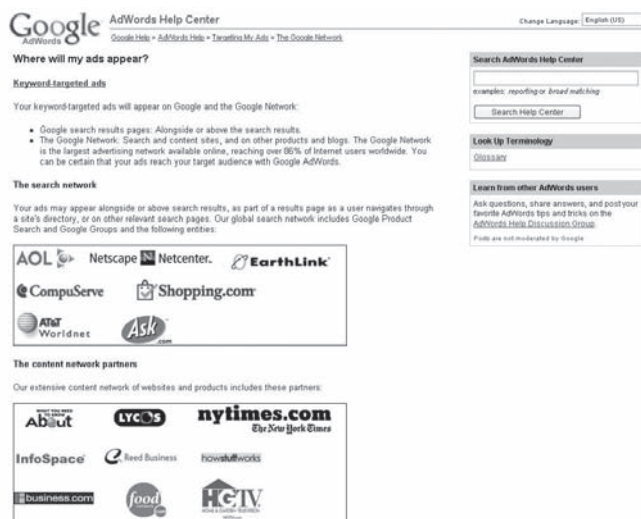 Google
AdWords
AdWords Help Center
Google Help > AdWords Help > Targeting My Ads > The Google Network
Change Language: English (US)
Where will my ads appear?
Keyword-targeted ads
Your keyword-targeted ads will appear on Google and the Google Network:
Google search results pages: Alongside or above the search results.
The Google Network: Search and content sites, and on other products and blogs. The Google Network
is the largest advertising network available online, reaching over 86% of Internet users worldwide. You
can be certain that your ads reach your target audience with Google AdWords.
The search network
Your ads may appear alongside or above search results, as part of a results page as a user navigates through
a site's directory, or on other relevant search pages. Our global search network includes Google Product
Search and Google Groups and the following entities:
AOL Netscape N Netcenter. EarthLink
CompuServe Shopping.com
AT&T
Worldnet
Ask
.com
The content network partners
Our extensive content network of websites and products includes these partners:
WHAT YOU NEED
TO KNOW
About
LYCOS
nytimes.com
The New York Times
InfoSpace Reed Business howstuffworks
business.com
food
.com
HGTV
HOME & GARDEN TELEVISION
Search AdWords Help Center
examples: reporting or broad matching
Search Help Center
Look Up Terminology
Glossary
Learn from other AdWords users
Ask questions, share answers, and post your
favorite AdWords tips and tricks on the
AdWords Help Discussion Group.
Posts are not moderated by Google